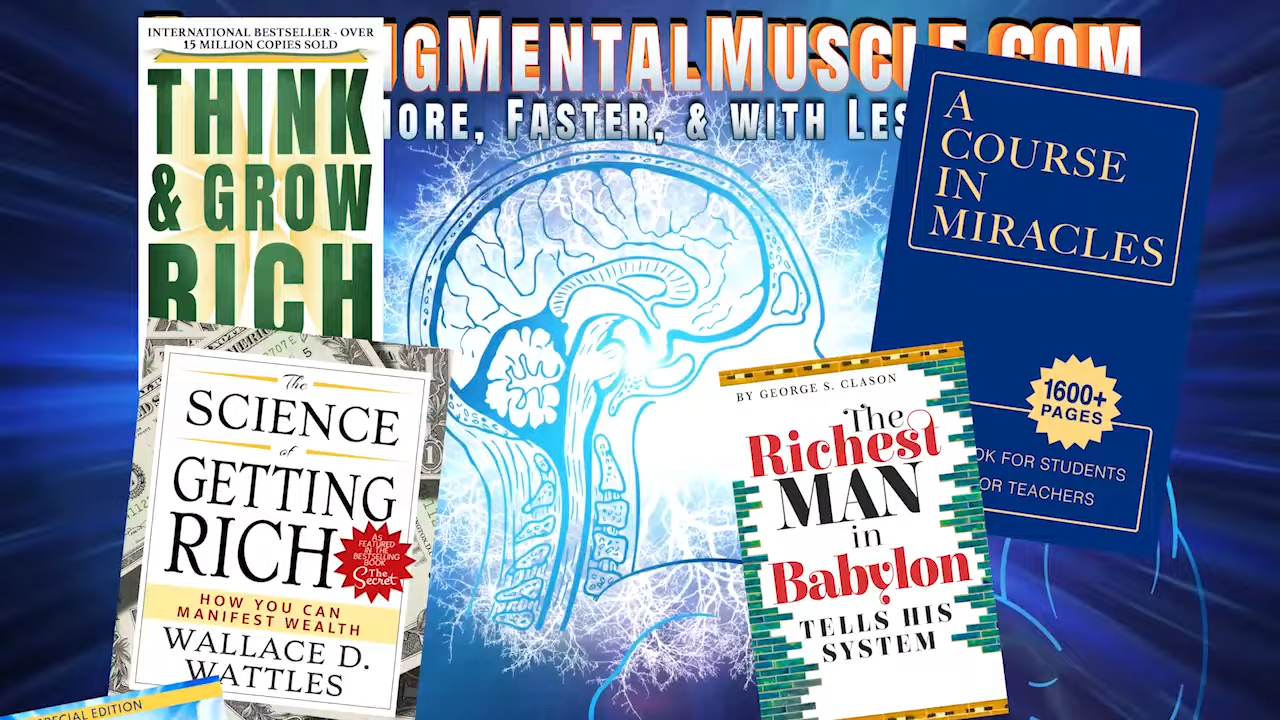 INTERNATIONAL BESTSELLER - OVER
15 MILLION COPIES SOLD
THINK
& GROW
RICH
NGMENTALMUSCLE.COM
MORE, FASTER, & WITH LES
A
COURSE
IN
MIRACLES
1600+
PAGES
OK FOR STUDENTS
OR TEACHERS
The
SCIENCE
of
GETTING
RICH
AS
FEATURED
IN THE
BESTSELLING
BOOK
The
Secret
HOW YOU CAN
MANIFEST WEALTH
WALLACE D.
WATTLES
BY GEORGE S. CLASON
The
Richest
MAN
in
Babylon
TELLS HIS
SYSTEM
SPECIAL EDITION